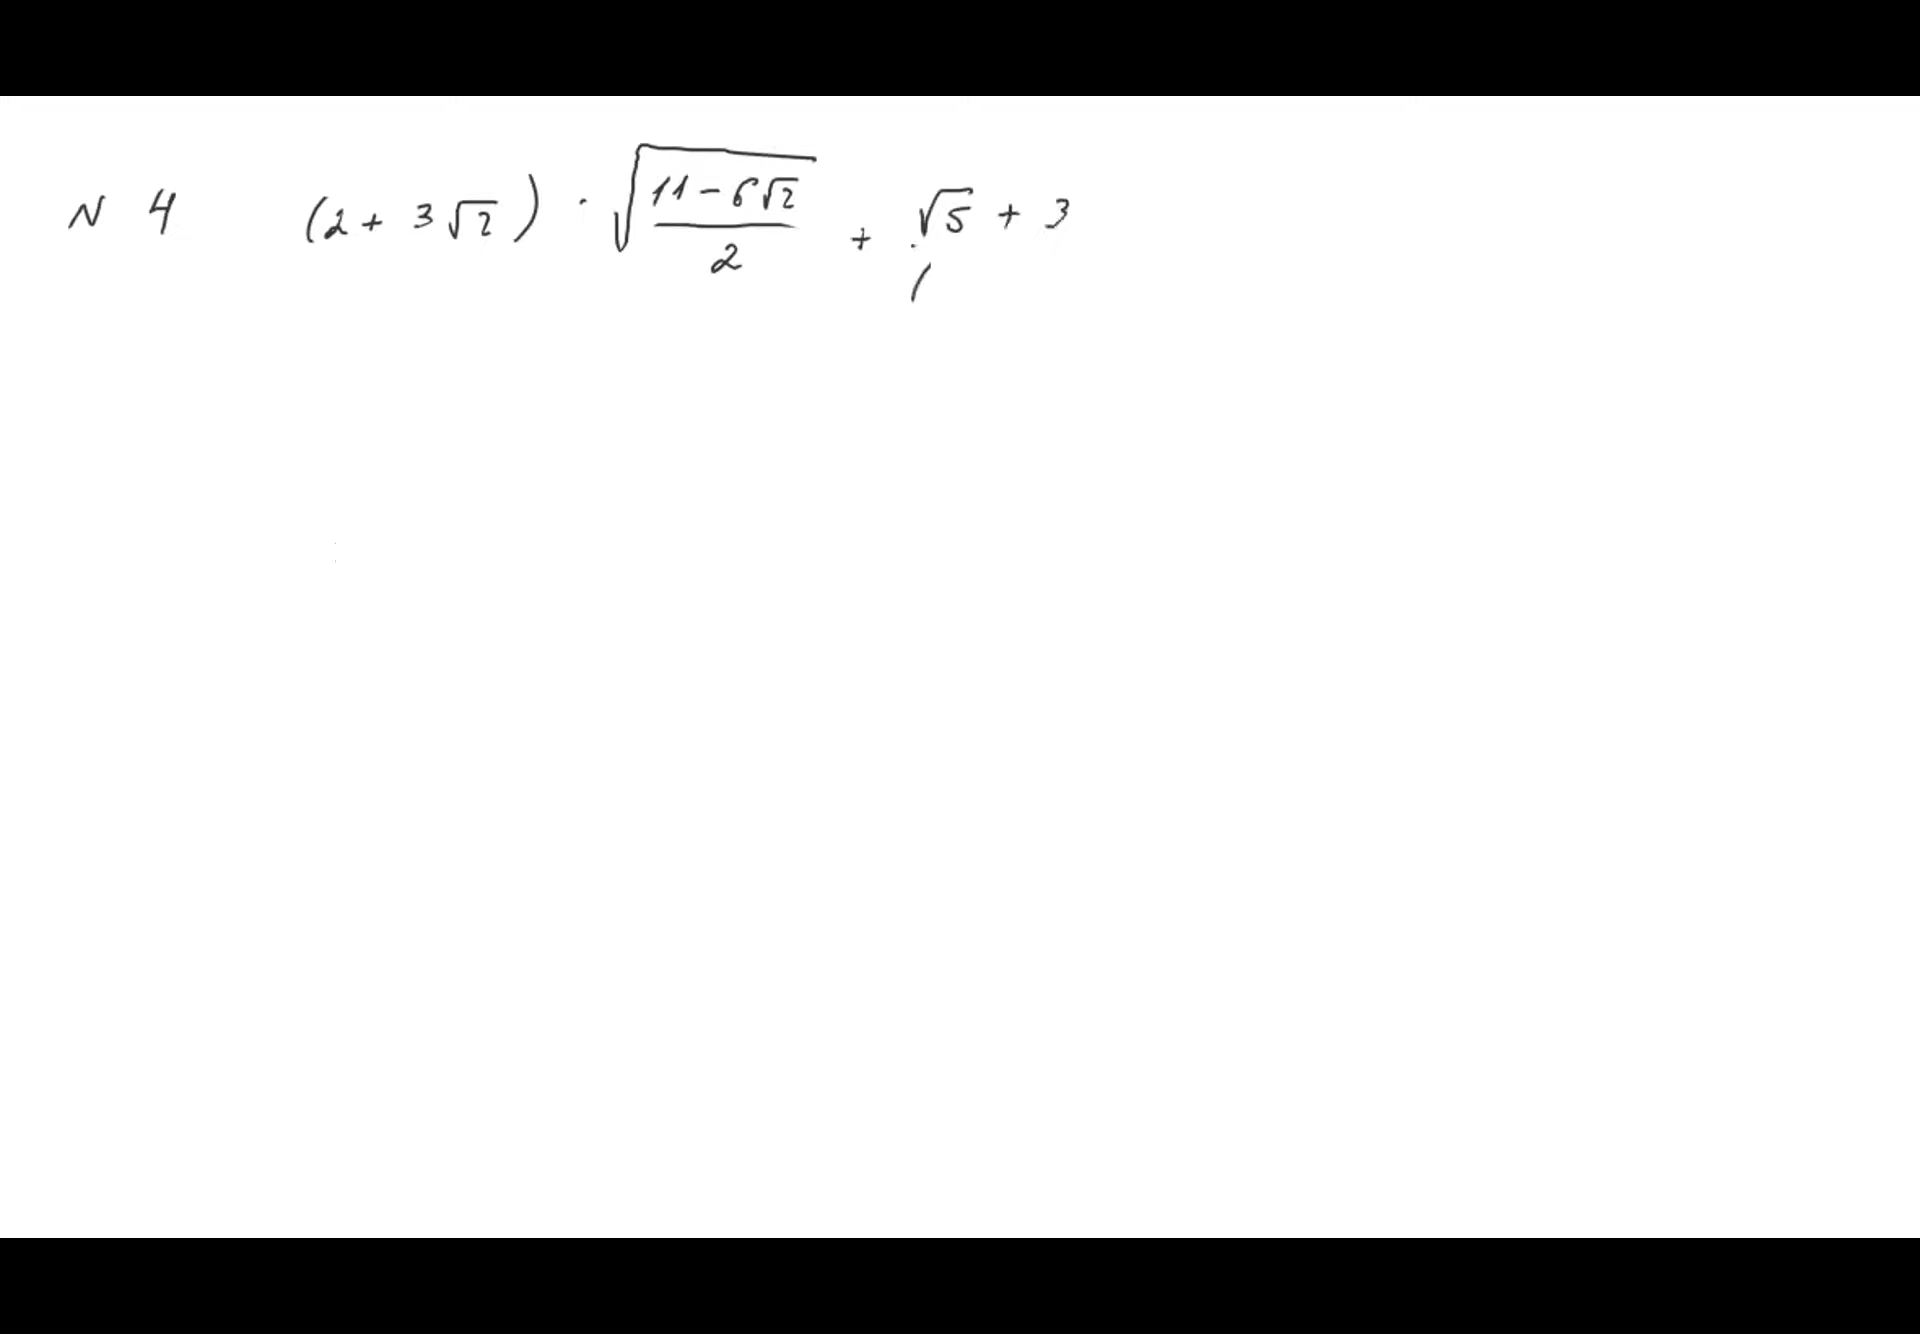 N 4 (2 + 3√2) · √((11 - 6√2)/2) + √5 + 3
(